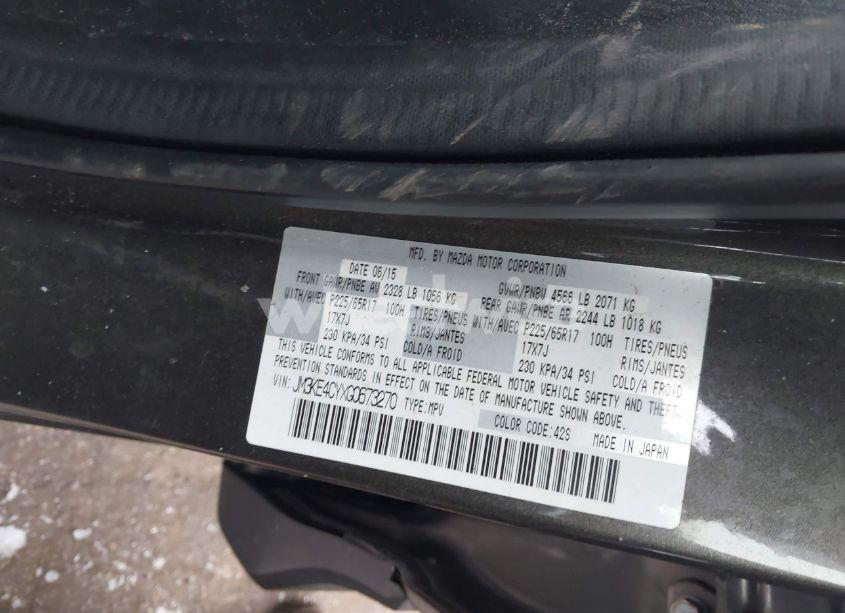 MFD. BY MAZDA MOTOR CORPORATION
DATE 06/15 GVWR/PNBV 4566 LB 2071 KG
FRONT GAWR/PNBE AV 2328 LB 1056 KG REAR GAWR/PNBE AR 2244 LB 1018 KG
WITH/AVEC P225/65R17 100H TIRES/PNEUS WITH/AVEC P225/65R17 100H TIRES/PNEUS
17X7J RIMS/JANTES 17X7J RIMS/JANTES
230 KPA/34 PSI COLD/A FROID 230 KPA/34 PSI COLD/A FROID
THIS VEHICLE CONFORMS TO ALL APPLICABLE FEDERAL MOTOR VEHICLE SAFETY AND THEFT
PREVENTION STANDARDS IN EFFECT ON THE DATE OF MANUFACTURE SHOWN ABOVE.
VIN: JM3KE4CYXG0673270 TYPE:MPV
COLOR CODE:42S MADE IN JAPAN